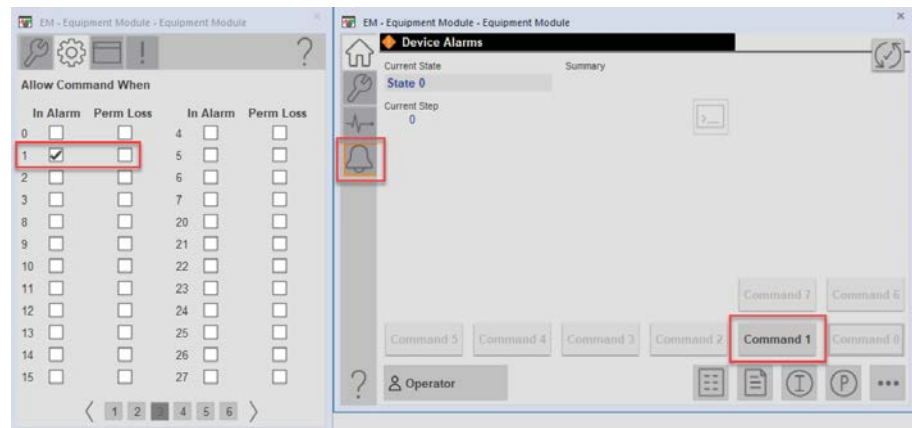 EM - Equipment Module - Equipment Module
?
Allow Command When
In Alarm Perm Loss In Alarm Perm Loss
0 4
1 5
2 6
3 7
8 20
9 21
10 22
11 23
12 24
13 25
14 26
15 27
1 2 3 4 5 6
EM - Equipment Module - Equipment Module
Device Alarms
Current State Summary
State 0
Current Step
0
Command 7 Command 6
Command 5 Command 4 Command 3 Command 2 Command 1 Command 0
? Operator I P